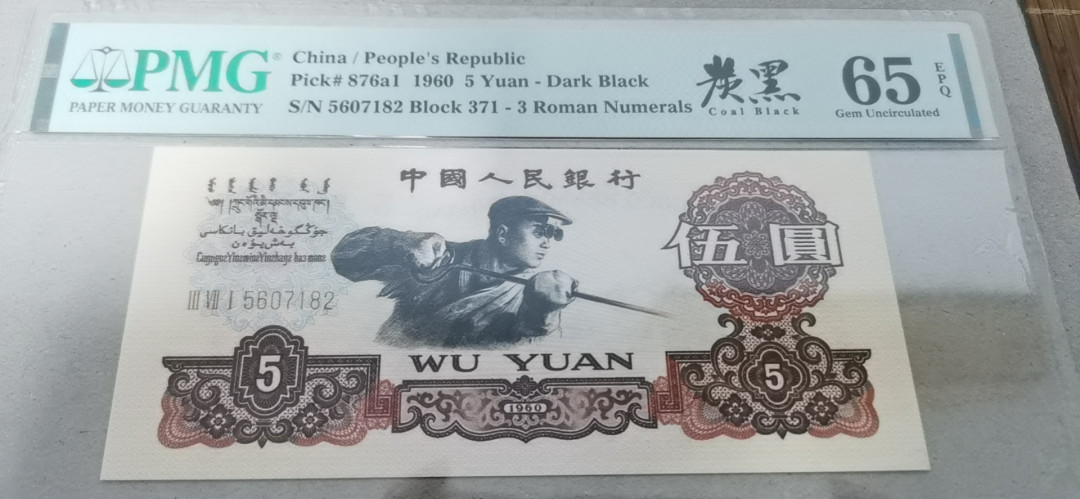 PMG®
PAPER MONEY GUARANTY
China / People's Republic
Pick# 876a1 1960 5 Yuan - Dark Black
S/N 5607182 Block 371 - 3 Roman Numerals
炭黑
Coal Black
65
EPQ
Gem Uncirculated
中國人民銀行
伍圓
III VII I 5607182
WU YUAN
5
1960
5